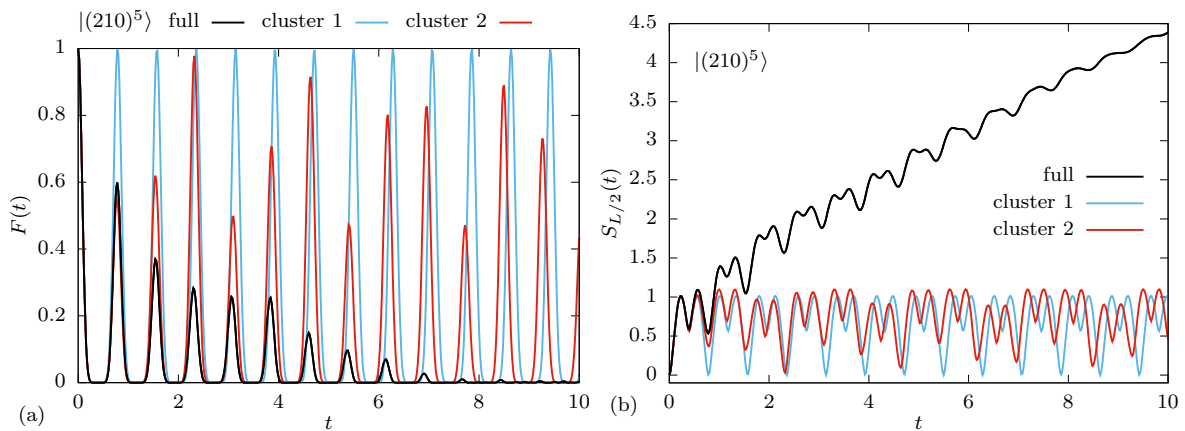 |(210)⁵⟩ full cluster 1 cluster 2
1
0.8
0.6
0.4
0.2
0
F(t)
0 2 4 6 8 10
t
(a)
4.5
4
3.5
3
2.5
2
1.5
1
0.5
0
S_{L/2}(t)
|(210)⁵⟩
full
cluster 1
cluster 2
0 2 4 6 8 10
t
(b)